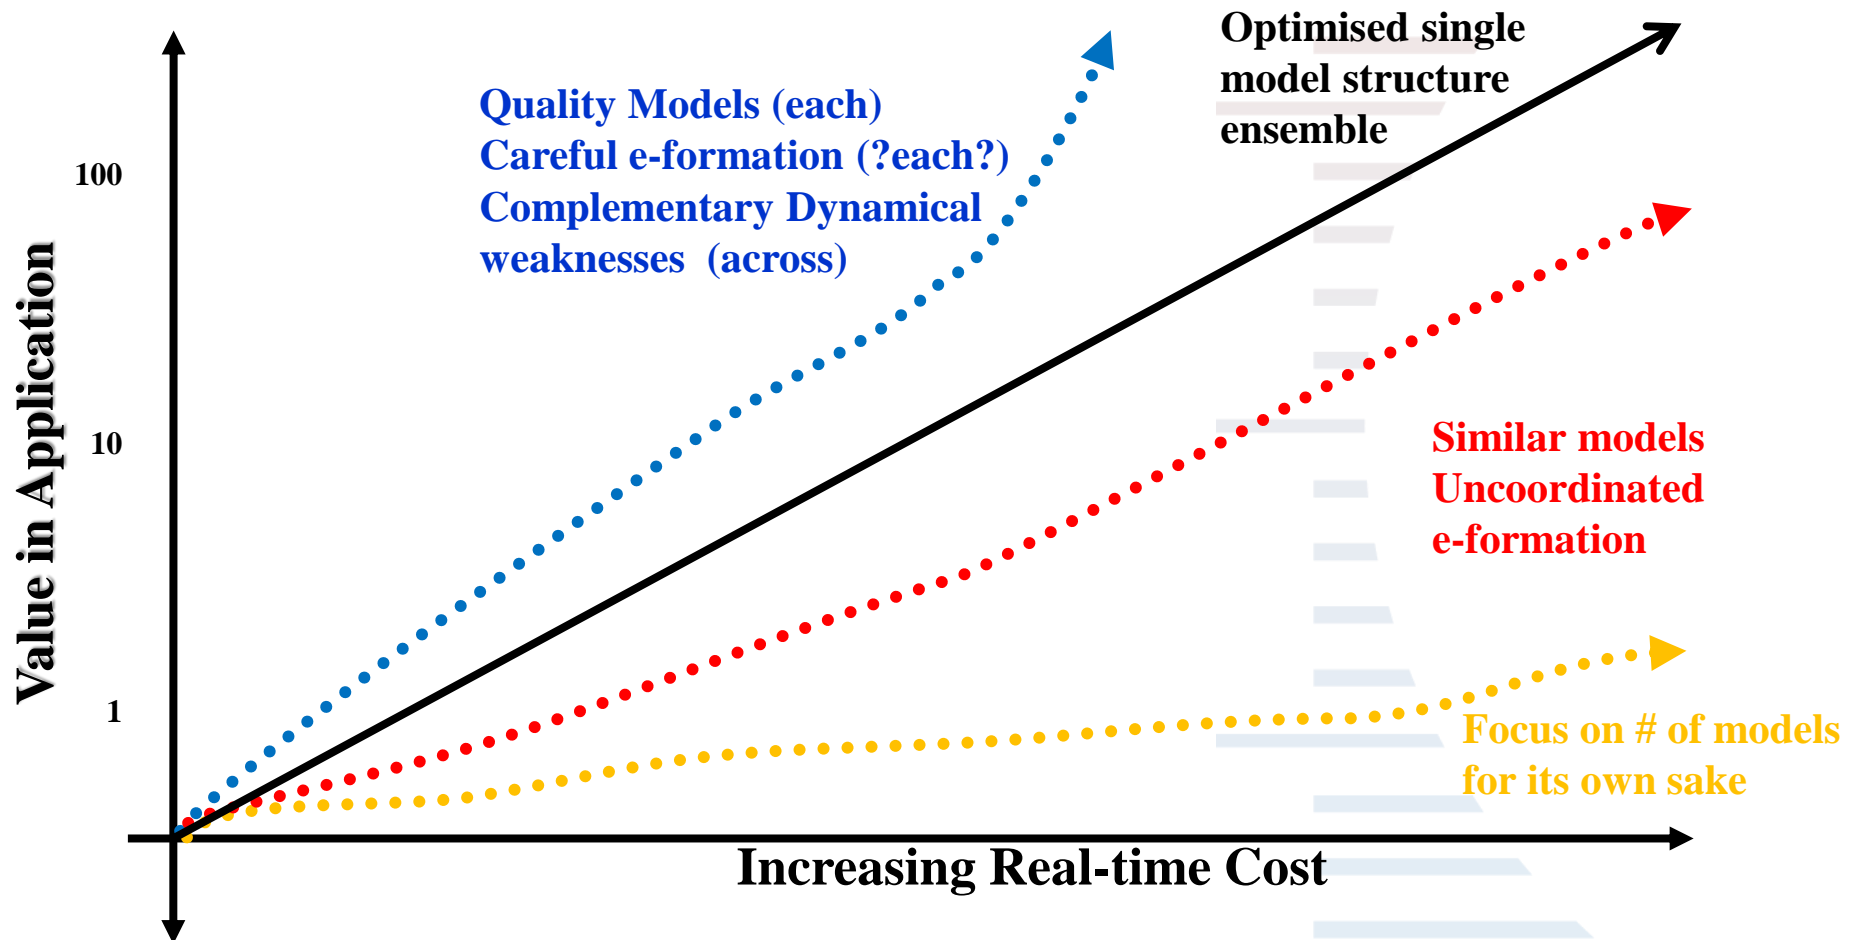 Optimised single
model structure
ensemble
Quality Models (each)
Careful e-formation (?each?)
Complementary Dynamical
weaknesses (across)
100
10
1
Value in Application
Similar models
Uncoordinated
e-formation
Focus on # of models
for its own sake
Increasing Real-time Cost